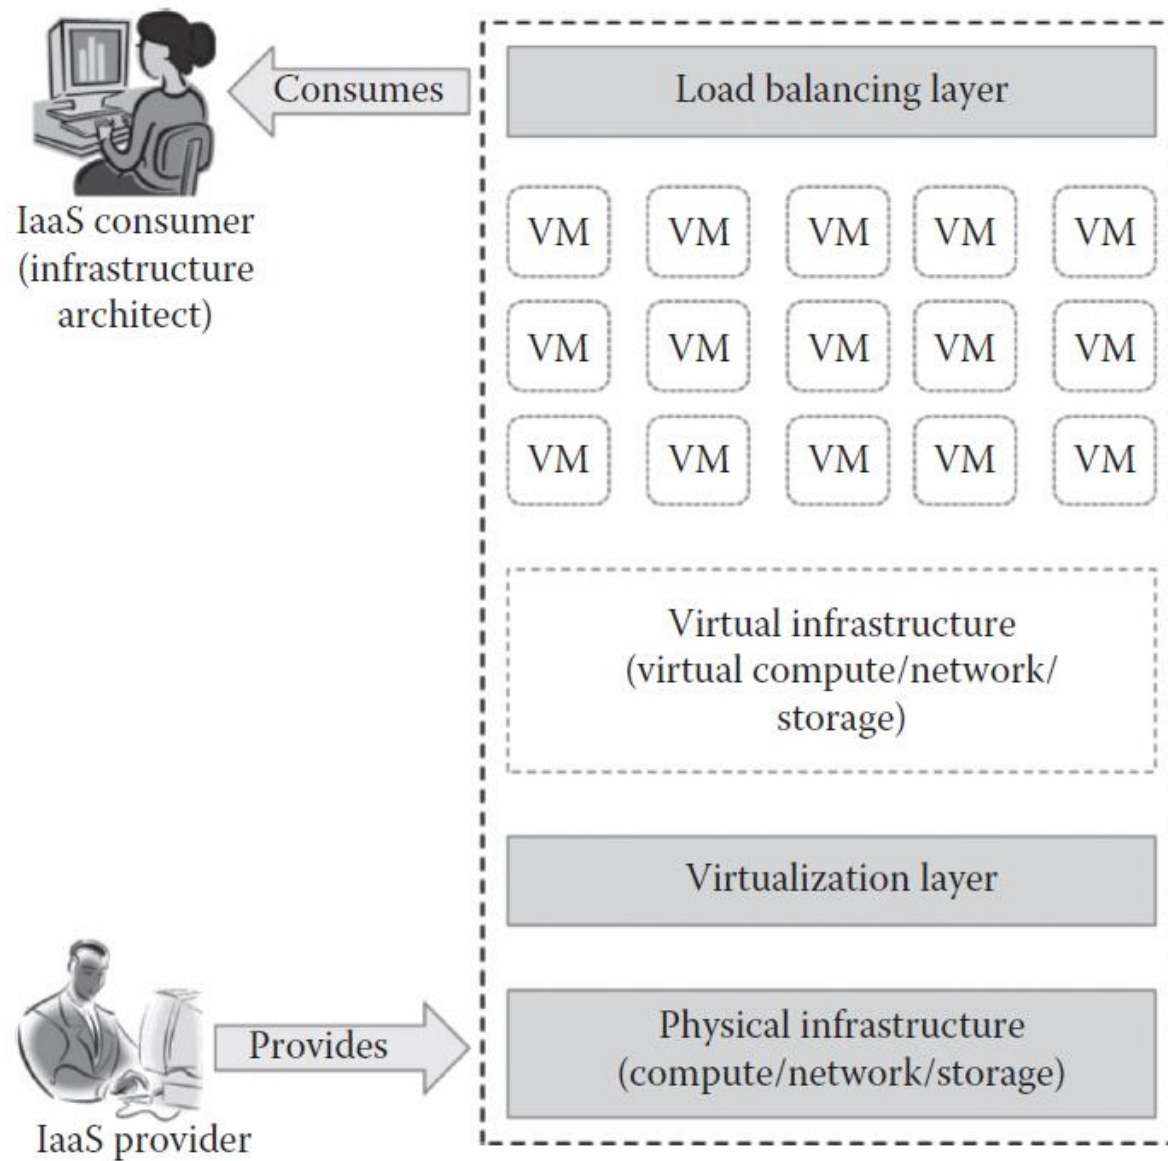 Consumes
IaaS consumer
(infrastructure
architect)
Load balancing layer
VM VM VM VM VM
VM VM VM VM VM
VM VM VM VM VM
Virtual infrastructure
(virtual compute/network/
storage)
Virtualization layer
Physical infrastructure
(compute/network/storage)
Provides
IaaS provider